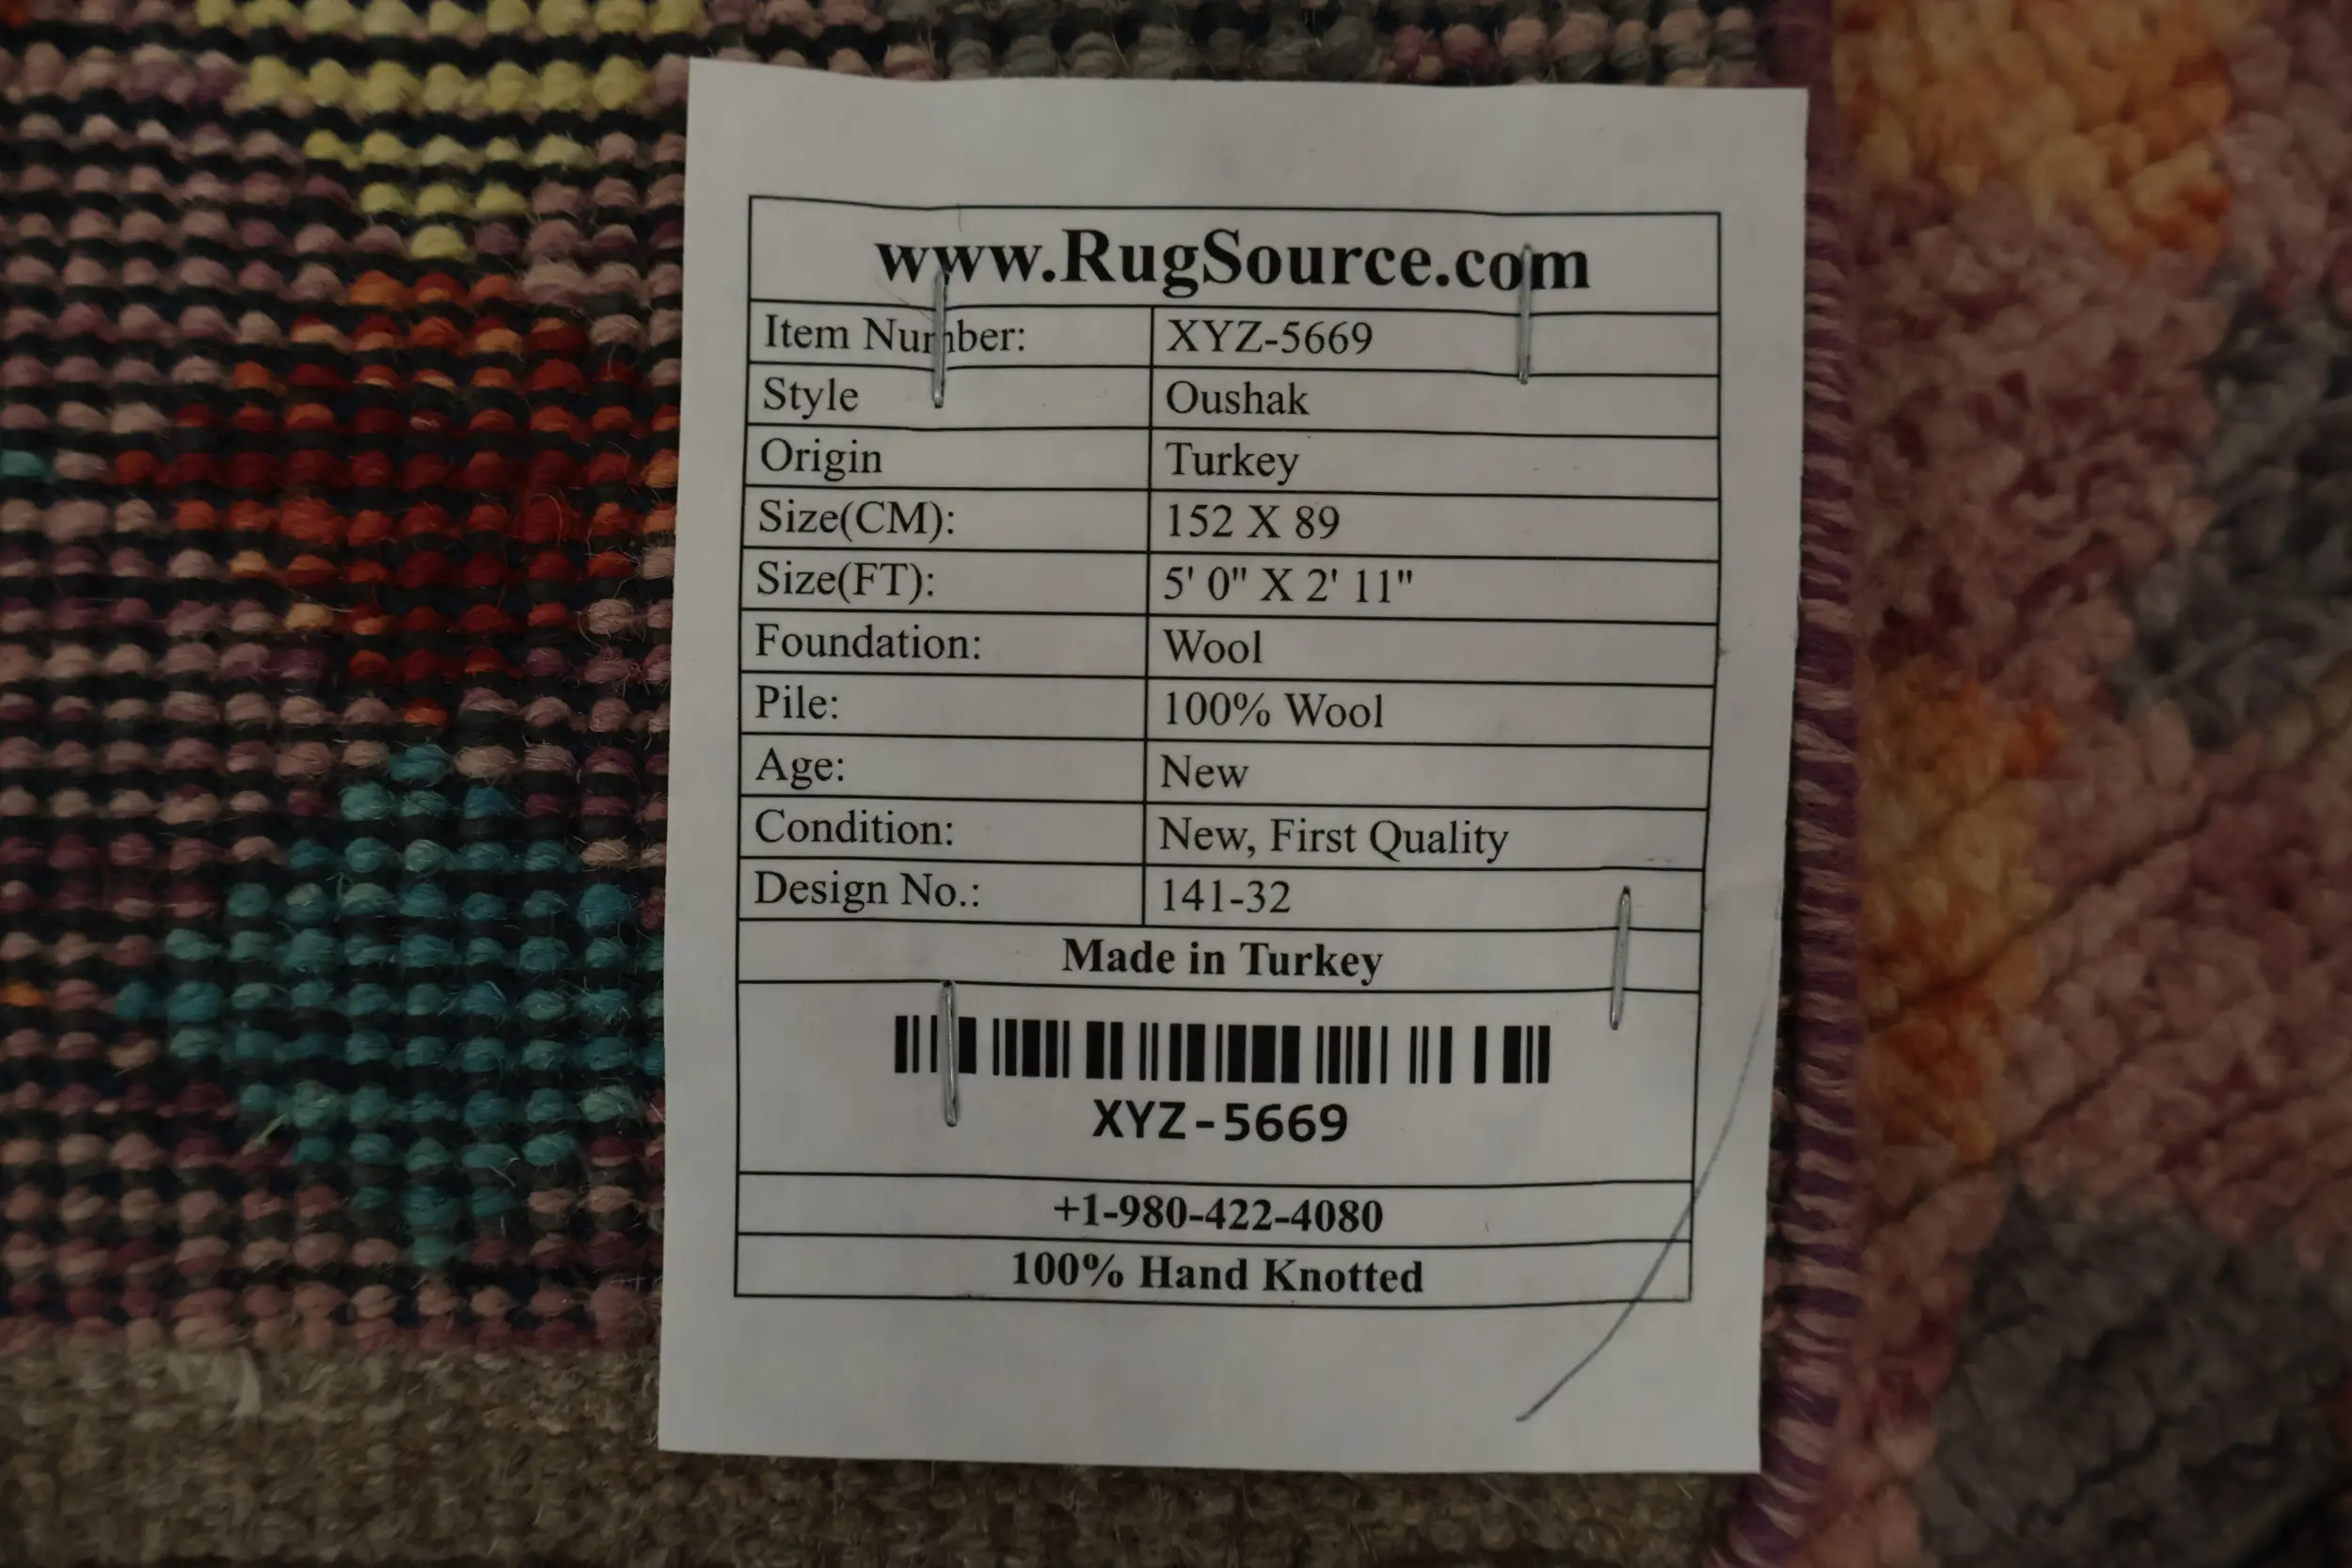 www.RugSource.com
Item Number: XYZ-5669
Style Oushak
Origin Turkey
Size(CM): 152 X 89
Size(FT): 5' 0" X 2' 11"
Foundation: Wool
Pile: 100% Wool
Age: New
Condition: New, First Quality
Design No.: 141-32
Made in Turkey
XYZ-5669
+1-980-422-4080
100% Hand Knotted